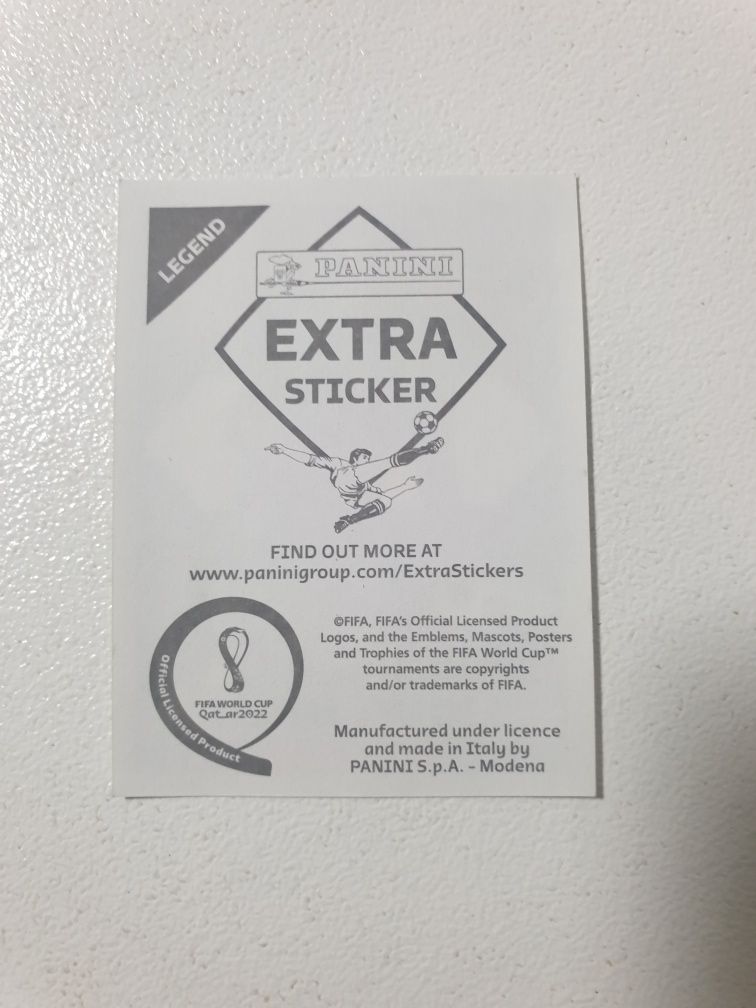 LEGEND
PANINI
EXTRA
STICKER
FIND OUT MORE AT
www.paninigroup.com/ExtraStickers
©FIFA, FIFA's Official Licensed Product
Logos, and the Emblems, Mascots, Posters
and Trophies of the FIFA World Cup™
tournaments are copyrights
and/or trademarks of FIFA.
Official Licensed Product
FIFA WORLD CUP
Qatar2022
Manufactured under licence
and made in Italy by
PANINI S.p.A. - Modena